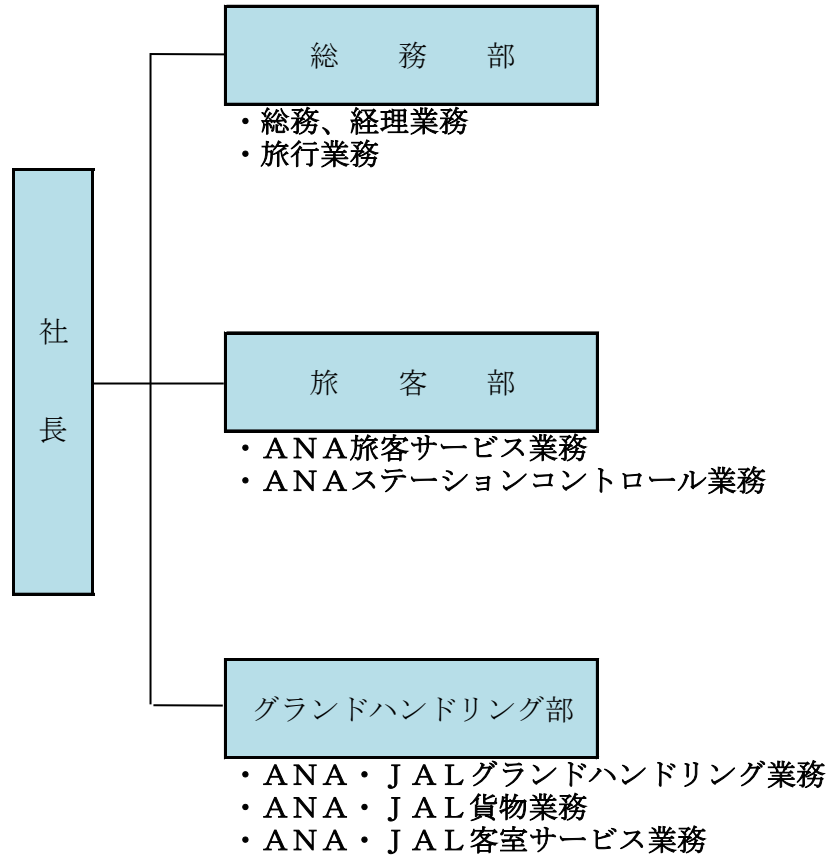 社長
総務部
・総務、経理業務
・旅行業務
旅客部
・ＡＮＡ旅客サービス業務
・ＡＮＡステーションコントロール業務
グランドハンドリング部
・ＡＮＡ・ＪＡＬグランドハンドリング業務
・ＡＮＡ・ＪＡＬ貨物業務
・ＡＮＡ・ＪＡＬ客室サービス業務